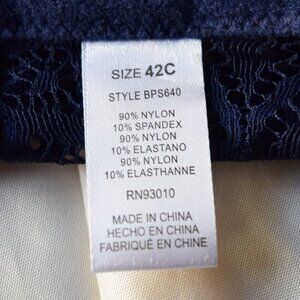 SIZE 42C
STYLE BPS640
90% NYLON
10% SPANDEX
90% NYLON
10% ELASTANO
90% NYLON
10% ELASTHANNE
RN93010
MADE IN CHINA
HECHO EN CHINA
FABRIQUÉ EN CHINE